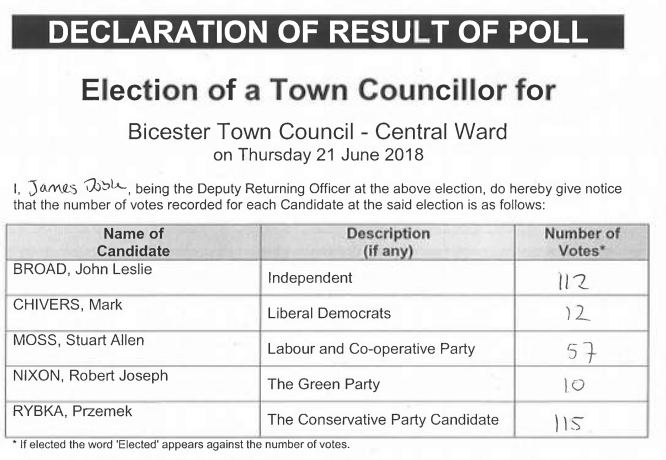 DECLARATION OF RESULT OF POLL
Election of a Town Councillor for
Bicester Town Council - Central Ward
on Thursday 21 June 2018
I, James, being the Deputy Returning Officer at the above election, do hereby give notice
that the number of votes recorded for each Candidate at the said election is as follows:
Name of Candidate Description (if any) Number of Votes*
BROAD, John Leslie Independent 112
CHIVERS, Mark Liberal Democrats 12
MOSS, Stuart Allen Labour and Co-operative Party 57
NIXON, Robert Joseph The Green Party 10
RYBKA, Przemek The Conservative Party Candidate 115
* If elected the word 'Elected' appears against the number of votes.